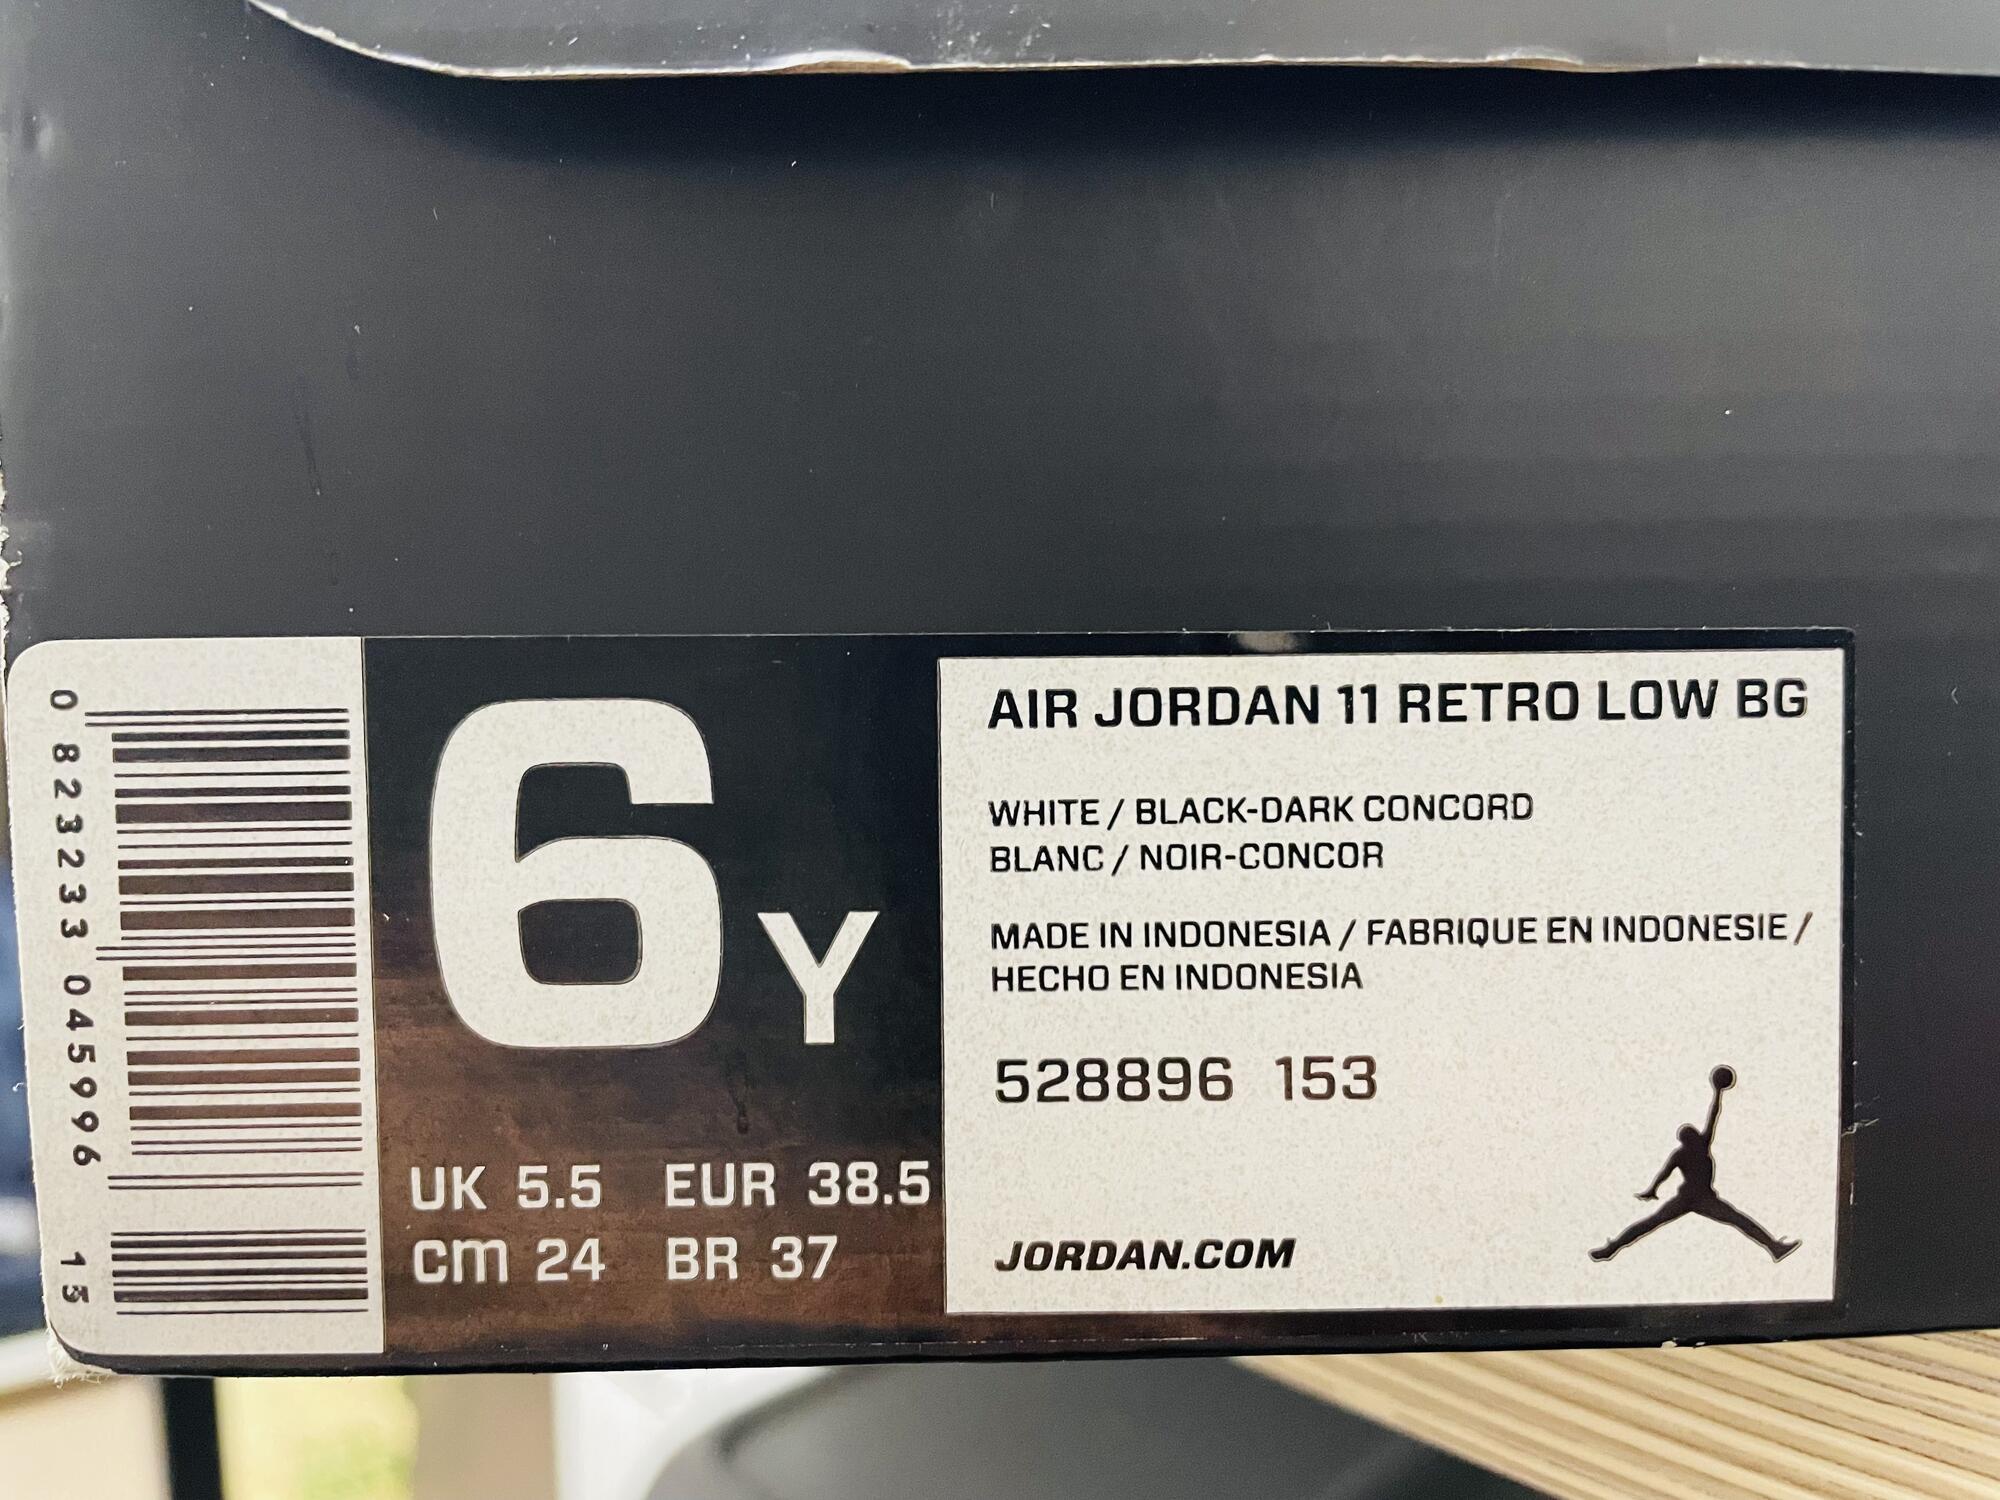 0 823233 045996 15
6Y
UK 5.5 EUR 38.5
cm 24 BR 37
AIR JORDAN 11 RETRO LOW BG
WHITE / BLACK-DARK CONCORD
BLANC / NOIR-CONCOR
MADE IN INDONESIA / FABRIQUE EN INDONESIE /
HECHO EN INDONESIA
528896 153
JORDAN.COM